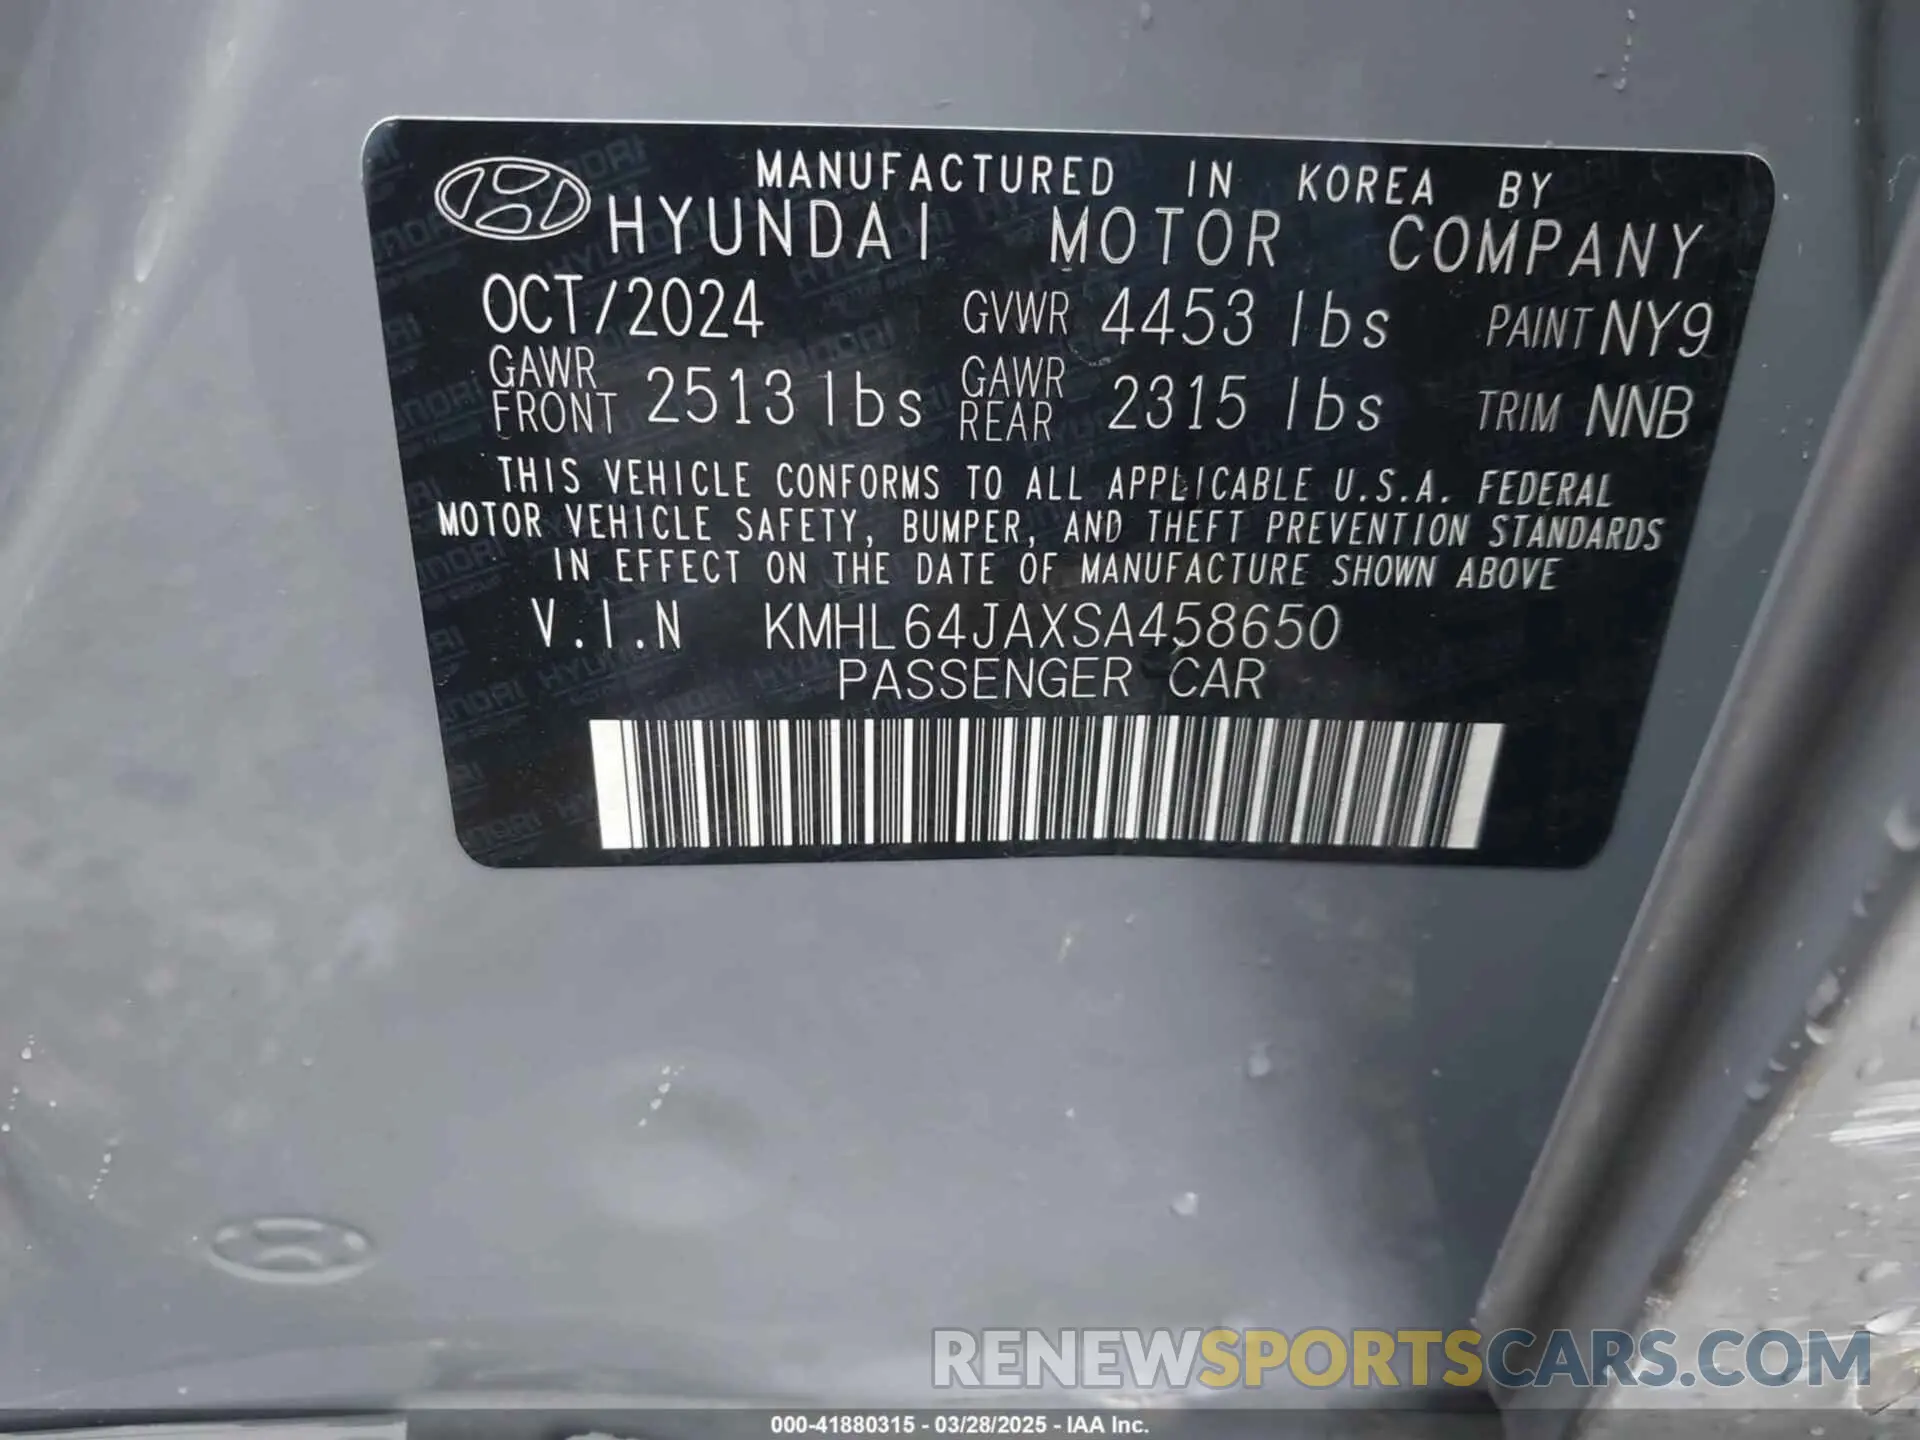 MANUFACTURED IN KOREA BY
HYUNDAI MOTOR COMPANY
OCT/2024 GVWR 4453 lbs PAINT NY9
GAWR FRONT 2513 lbs GAWR REAR 2315 lbs TRIM NNB
THIS VEHICLE CONFORMS TO ALL APPLICABLE U.S.A. FEDERAL
MOTOR VEHICLE SAFETY, BUMPER, AND THEFT PREVENTION STANDARDS
IN EFFECT ON THE DATE OF MANUFACTURE SHOWN ABOVE
V.I.N KMHL64JAXSA458650
PASSENGER CAR
RENEWSPORTSCARS.COM
000-41880315 - 03/28/2025 - IAA Inc.